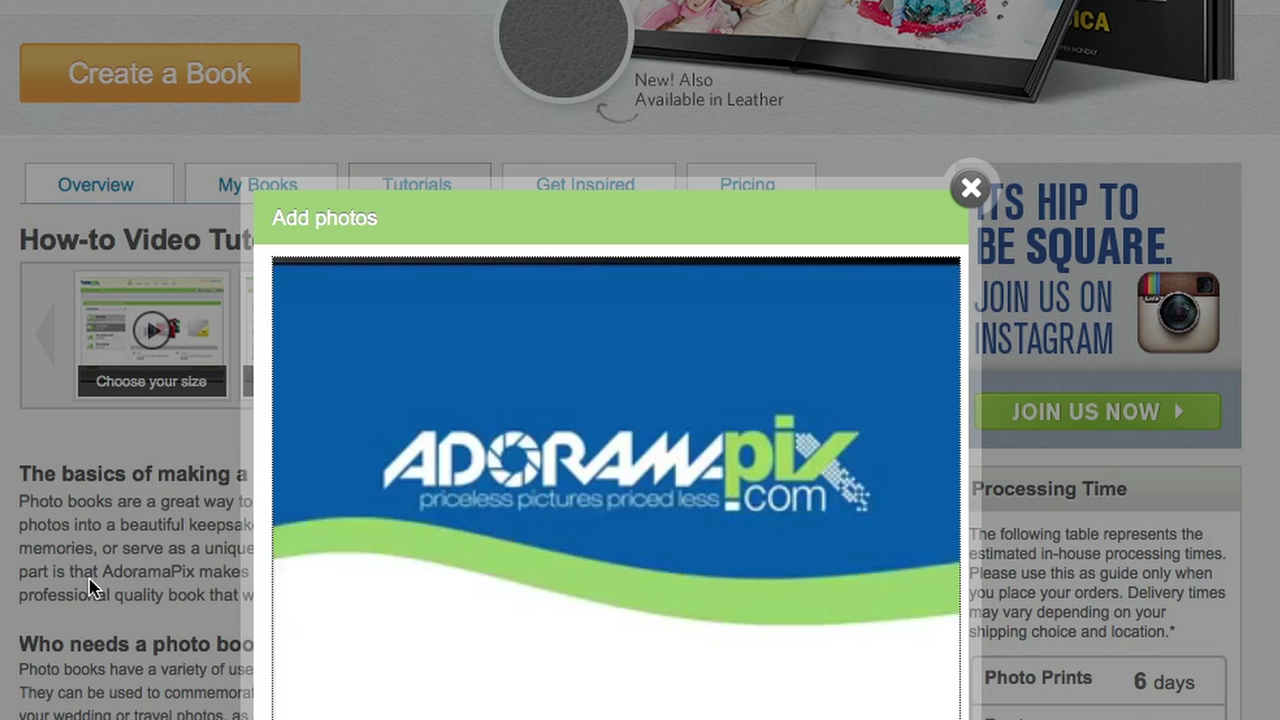 ICA
MONDAY
Create a Book
New! Also
Available in Leather
Overview
My Books
Tutorials
Get Inspired
Pricing
Add photos
How-to Video Tut
Choose your size
ADORAMApix
priceless pictures priced less .com
IT'S HIP TO
BE SQUARE.
JOIN US ON
INSTAGRAM
JOIN US NOW
The basics of making a
Photo books are a great way to
photos into a beautiful keepsak
memories, or serve as a unique
part is that AdoramaPix makes
professional quality book that w
Who needs a photo boo
Photo books have a variety of use
They can be used to commemorat
your wedding or travel photos, as
Processing Time
The following table represents the
estimated in-house processing times.
Please use this as guide only when
you place your orders. Delivery times
may vary depending on your
shipping choice and location.*
Photo Prints 6 days